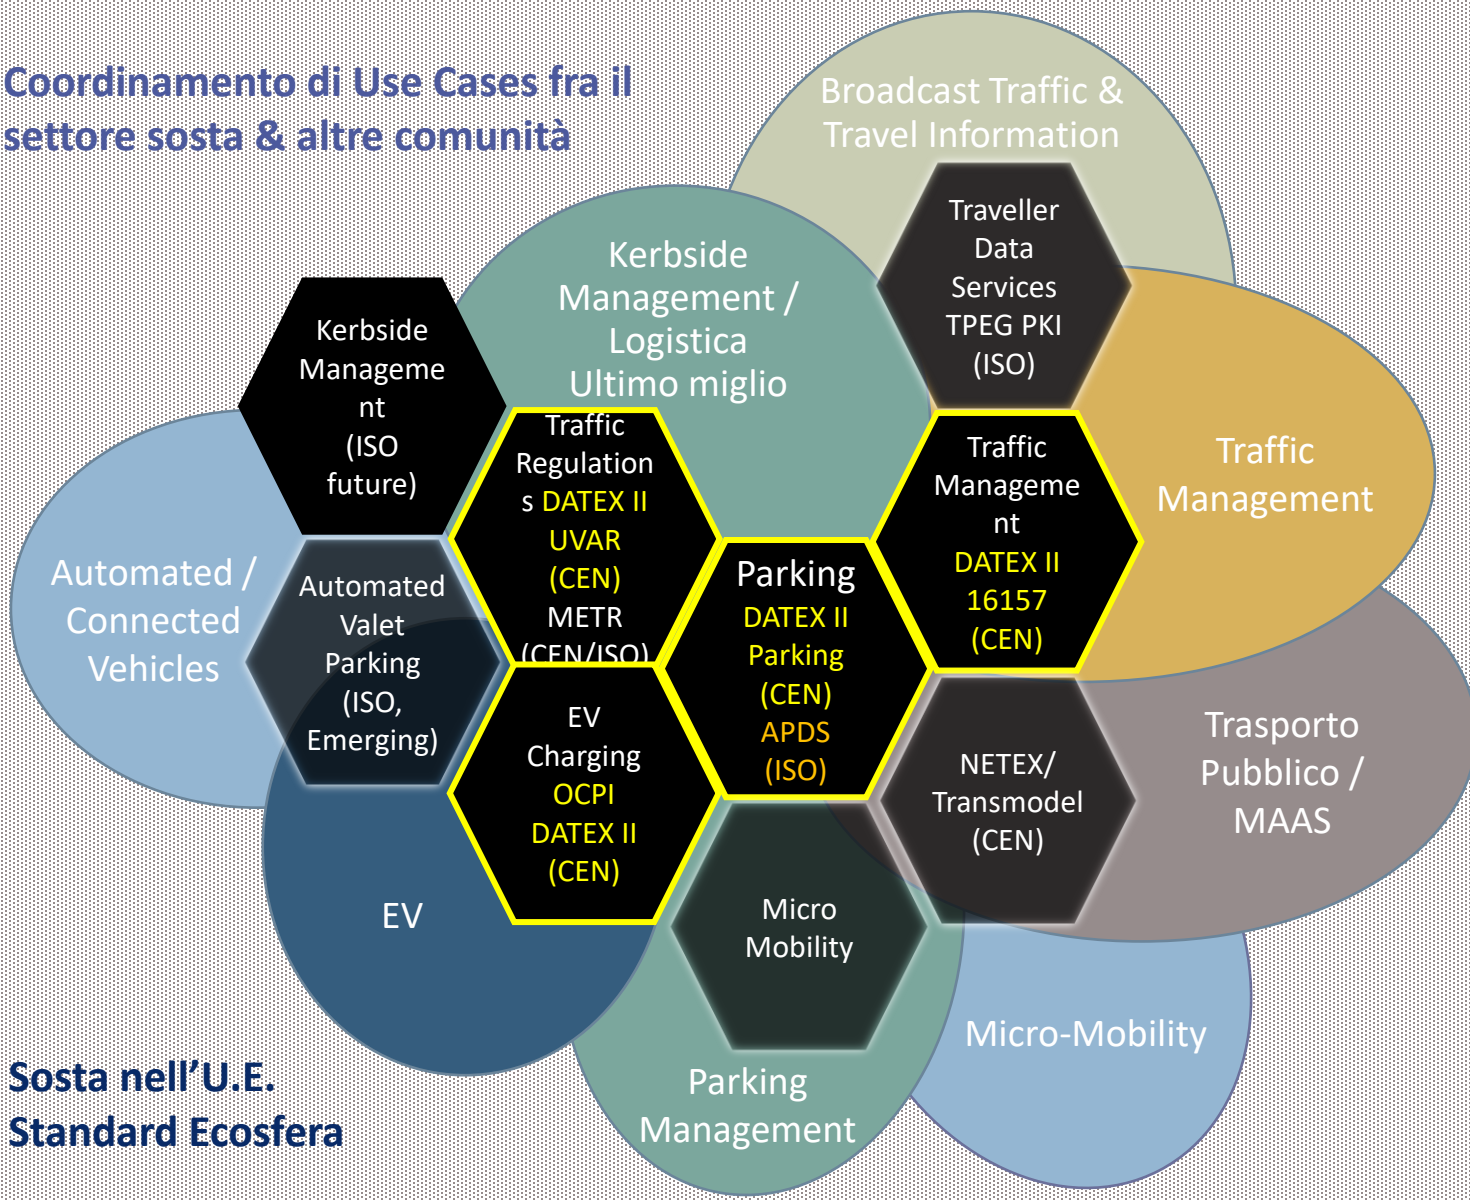 Coordinamento di Use Cases fra il
settore sosta & altre comunità
Broadcast Traffic &
Travel Information
Traveller
Data
Services
TPEG PKI
(ISO)
Kerbside
Management /
Logistica
Ultimo miglio
Kerbside
Manageme
nt
(ISO
future)
Traffic
Regulation
s DATEX II
UVAR
(CEN)
METR
(CEN/ISO)
Traffic
Manageme
nt
DATEX II
16157
(CEN)
Traffic
Management
Automated /
Connected
Vehicles
Automated
Valet
Parking
(ISO,
Emerging)
Parking
DATEX II
Parking
(CEN)
APDS
(ISO)
EV
Charging
OCPI
DATEX II
(CEN)
NETEX/
Transmodel
(CEN)
Trasporto
Pubblico /
MAAS
EV
Micro
Mobility
Micro-Mobility
Parking
Management
Sosta nell’U.E.
Standard Ecosfera